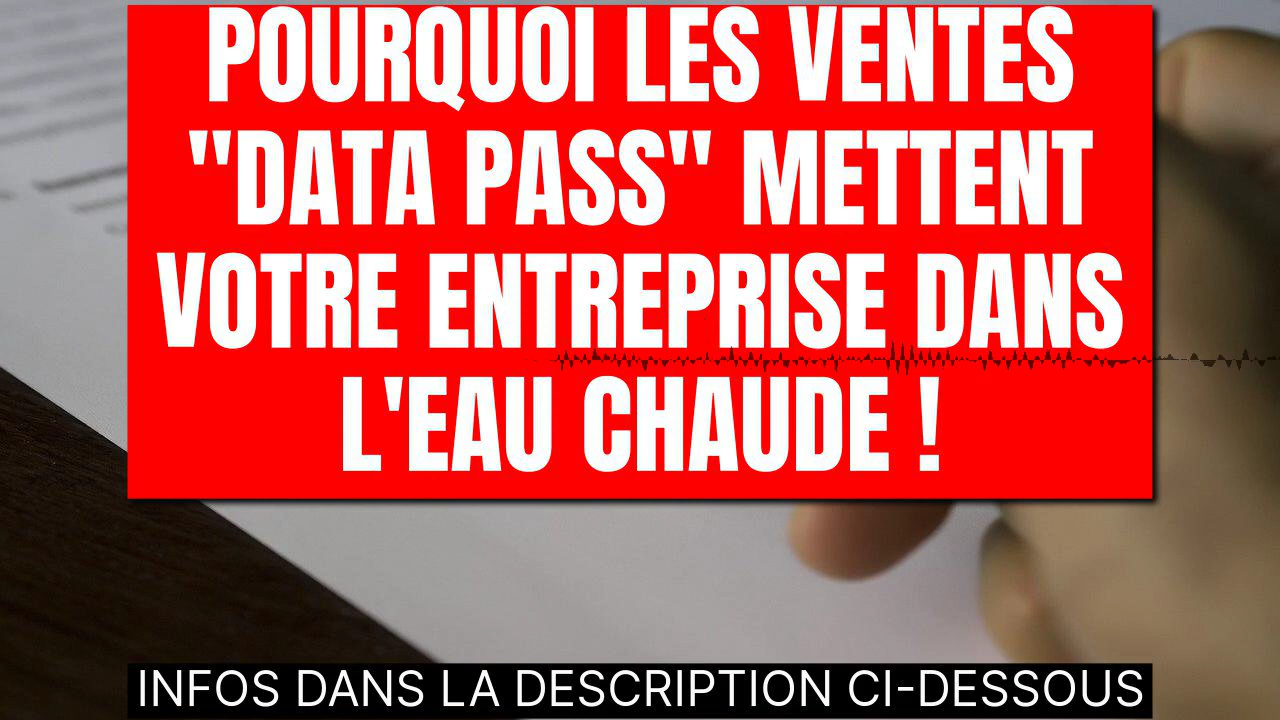 POURQUOI LES VENTES
"DATA PASS" METTENT
VOTRE ENTREPRISE DANS
L'EAU CHAUDE !
INFOS DANS LA DESCRIPTION CI-DESSOUS